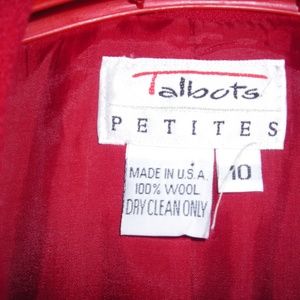 Talbots
PETITES
MADE IN U.S.A. 10
100% WOOL
DRY CLEAN ONLY